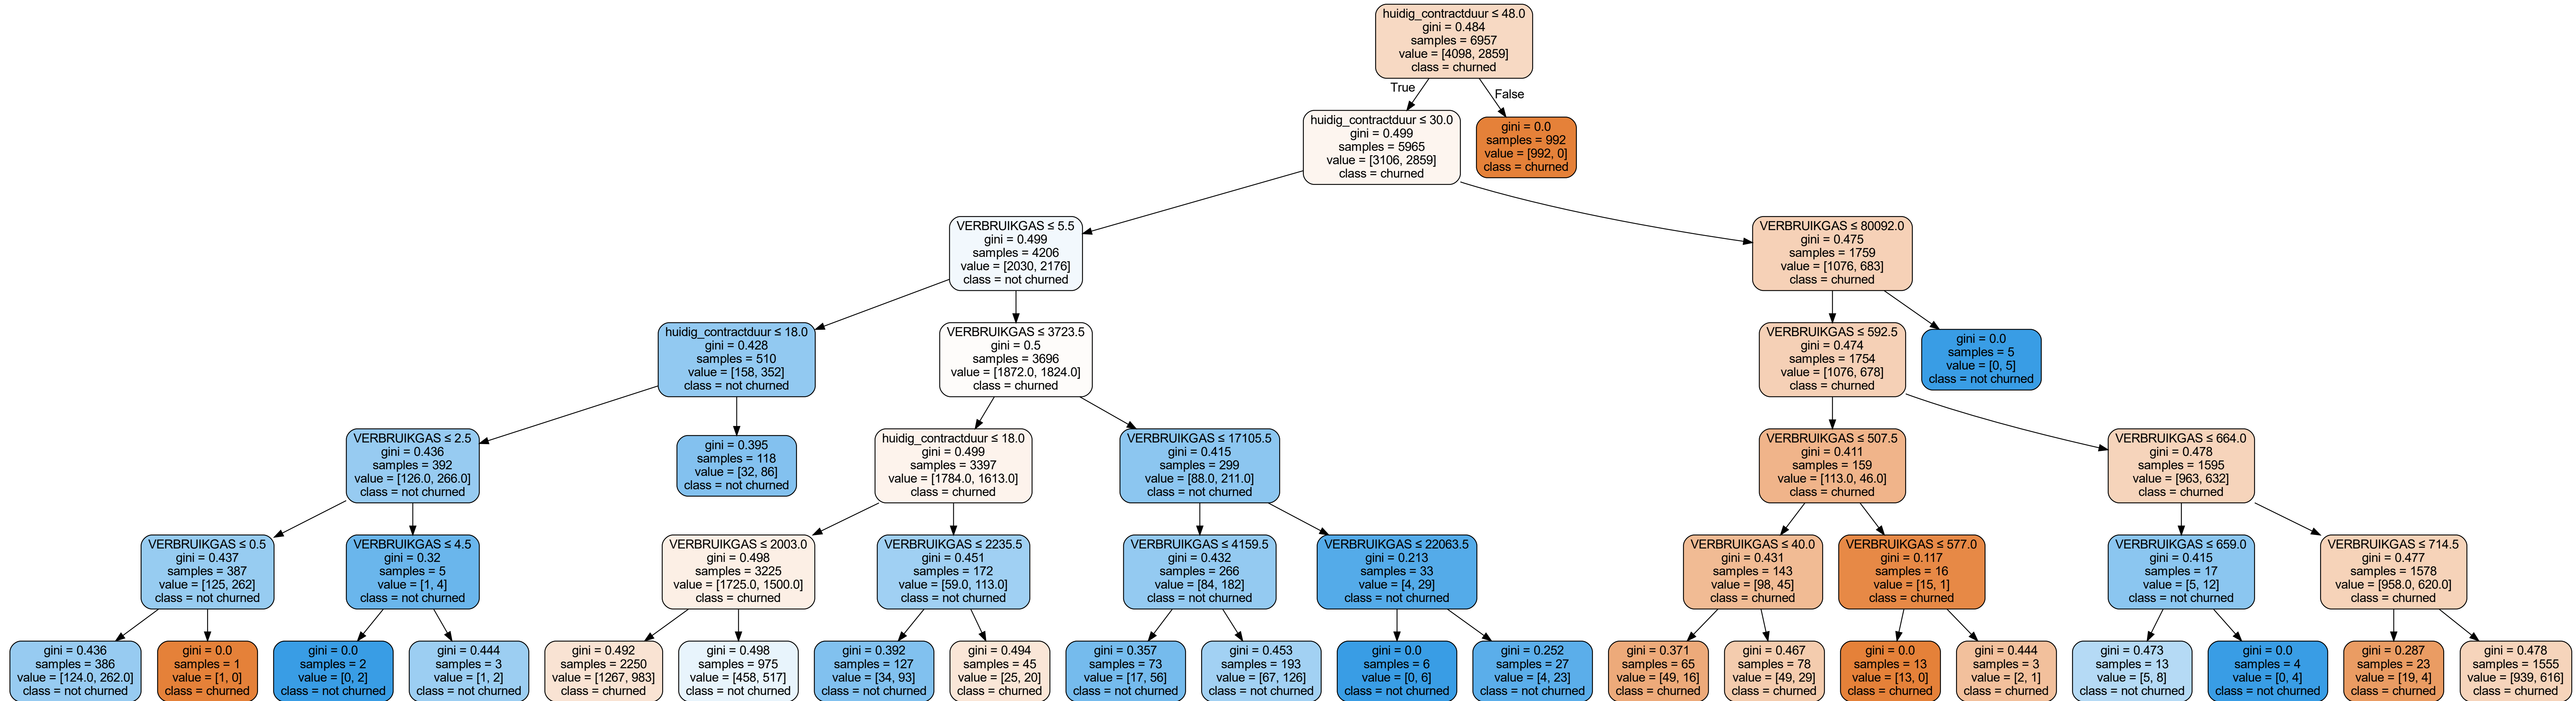 huidig_contractduur ≤ 48.0
gini = 0.484
samples = 6957
value = [4098, 2859]
class = churned
True
False
huidig_contractduur ≤ 30.0
gini = 0.499
samples = 5965
value = [3106, 2859]
class = churned
gini = 0.0
samples = 992
value = [992, 0]
class = churned
VERBRUIKGAS ≤ 5.5
gini = 0.499
samples = 4206
value = [2030, 2176]
class = not churned
VERBRUIKGAS ≤ 80092.0
gini = 0.475
samples = 1759
value = [1076, 683]
class = churned
huidig_contractduur ≤ 18.0
gini = 0.428
samples = 510
value = [158, 352]
class = not churned
VERBRUIKGAS ≤ 3723.5
gini = 0.5
samples = 3696
value = [1872.0, 1824.0]
class = churned
VERBRUIKGAS ≤ 592.5
gini = 0.474
samples = 1754
value = [1076, 678]
class = churned
gini = 0.0
samples = 5
value = [0, 5]
class = not churned
VERBRUIKGAS ≤ 2.5
gini = 0.436
samples = 392
value = [126.0, 266.0]
class = not churned
gini = 0.395
samples = 118
value = [32, 86]
class = not churned
huidig_contractduur ≤ 18.0
gini = 0.499
samples = 3397
value = [1784.0, 1613.0]
class = churned
VERBRUIKGAS ≤ 17105.5
gini = 0.415
samples = 299
value = [88.0, 211.0]
class = not churned
VERBRUIKGAS ≤ 507.5
gini = 0.411
samples = 159
value = [113.0, 46.0]
class = churned
VERBRUIKGAS ≤ 664.0
gini = 0.478
samples = 1595
value = [963, 632]
class = churned
VERBRUIKGAS ≤ 0.5
gini = 0.437
samples = 387
value = [125, 262]
class = not churned
VERBRUIKGAS ≤ 4.5
gini = 0.32
samples = 5
value = [1, 4]
class = not churned
VERBRUIKGAS ≤ 2003.0
gini = 0.498
samples = 3225
value = [1725.0, 1500.0]
class = churned
VERBRUIKGAS ≤ 2235.5
gini = 0.451
samples = 172
value = [59.0, 113.0]
class = not churned
VERBRUIKGAS ≤ 4159.5
gini = 0.432
samples = 266
value = [84, 182]
class = not churned
VERBRUIKGAS ≤ 22063.5
gini = 0.213
samples = 33
value = [4, 29]
class = not churned
VERBRUIKGAS ≤ 40.0
gini = 0.431
samples = 143
value = [98, 45]
class = churned
VERBRUIKGAS ≤ 577.0
gini = 0.117
samples = 16
value = [15, 1]
class = churned
VERBRUIKGAS ≤ 659.0
gini = 0.415
samples = 17
value = [5, 12]
class = not churned
VERBRUIKGAS ≤ 714.5
gini = 0.477
samples = 1578
value = [958.0, 620.0]
class = churned
gini = 0.436
samples = 386
value = [124.0, 262.0]
class = not churned
gini = 0.0
samples = 1
value = [1, 0]
class = churned
gini = 0.0
samples = 2
value = [0, 2]
class = not churned
gini = 0.444
samples = 3
value = [1, 2]
class = not churned
gini = 0.492
samples = 2250
value = [1267, 983]
class = churned
gini = 0.498
samples = 975
value = [458, 517]
class = not churned
gini = 0.392
samples = 127
value = [34, 93]
class = not churned
gini = 0.494
samples = 45
value = [25, 20]
class = churned
gini = 0.357
samples = 73
value = [17, 56]
class = not churned
gini = 0.453
samples = 193
value = [67, 126]
class = not churned
gini = 0.0
samples = 6
value = [0, 6]
class = not churned
gini = 0.252
samples = 27
value = [4, 23]
class = not churned
gini = 0.371
samples = 65
value = [49, 16]
class = churned
gini = 0.467
samples = 78
value = [49, 29]
class = churned
gini = 0.0
samples = 13
value = [13, 0]
class = churned
gini = 0.444
samples = 3
value = [2, 1]
class = churned
gini = 0.473
samples = 13
value = [5, 8]
class = not churned
gini = 0.0
samples = 4
value = [0, 4]
class = not churned
gini = 0.287
samples = 23
value = [19, 4]
class = churned
gini = 0.478
samples = 1555
value = [939, 616]
class = churned